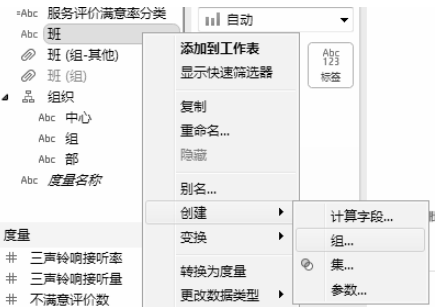 Abc 服务评价满意率分类
Abc 班
班 (组-其他)
班 (组)
组织
Abc 中心
Abc 组
Abc 部
Abc 度量名称
度量
三声铃响接听率
三声铃响接听量
不满意评价数
自动
Abc
123
标签
添加到工作表
显示快速筛选器
复制
重命名...
隐藏
别名...
创建
变换
转换为度量
更改数据类型
计算字段...
组...
集...
参数...